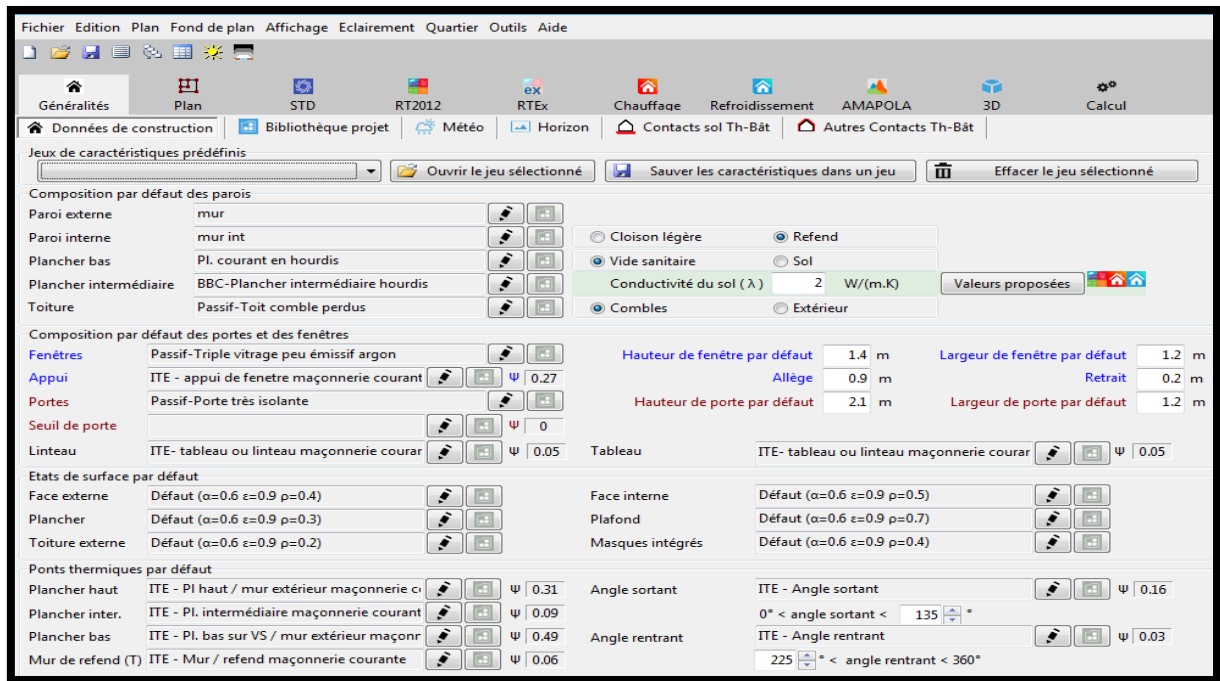 Fichier Edition Plan Fond de plan Affichage Eclairement Quartier Outils Aide
Généralités Plan STD RT2012 ex RTEx Chauffage Refroidissement AMAPOLA 3D Calcul
Données de construction Bibliothèque projet Météo Horizon Contacts sol Th-Bât Autres Contacts Th-Bât
Jeux de caractéristiques prédéfinis
Ouvrir le jeu sélectionné Sauver les caractéristiques dans un jeu Effacer le jeu sélectionné
Composition par défaut des parois
Paroi externe mur
Paroi interne mur int Cloison légère Refend
Plancher bas Pl. courant en hourdis Vide sanitaire Sol
Plancher intermédiaire BBC-Plancher intermédiaire hourdis Conductivité du sol ( λ ) 2 W/(m.K) Valeurs proposées
Toiture Passif-Toit comble perdus Combles Extérieur
Composition par défaut des portes et des fenêtres
Fenêtres Passif-Triple vitrage peu émissif argon Hauteur de fenêtre par défaut 1.4 m Largeur de fenêtre par défaut 1.2 m
Appui ITE - appui de fenetre maçonnerie courant Ψ 0.27 Allège 0.9 m Retrait 0.2 m
Portes Passif-Porte très isolante Hauteur de porte par défaut 2.1 m Largeur de porte par défaut 1.2 m
Seuil de porte Ψ 0
Linteau ITE- tableau ou linteau maçonnerie courar Ψ 0.05 Tableau ITE- tableau ou linteau maçonnerie courar Ψ 0.05
Etats de surface par défaut
Face externe Défaut (α=0.6 ε=0.9 ρ=0.4) Face interne Défaut (α=0.6 ε=0.9 ρ=0.5)
Plancher Défaut (α=0.6 ε=0.9 ρ=0.3) Plafond Défaut (α=0.6 ε=0.9 ρ=0.7)
Toiture externe Défaut (α=0.6 ε=0.9 ρ=0.2) Masques intégrés Défaut (α=0.6 ε=0.9 ρ=0.4)
Ponts thermiques par défaut
Plancher haut ITE - Pl haut / mur extérieur maçonnerie c Ψ 0.31 Angle sortant ITE - Angle sortant Ψ 0.16
Plancher inter. ITE - Pl. intermédiaire maçonnerie courant Ψ 0.09 0° < angle sortant < 135 °
Plancher bas ITE - Pl. bas sur VS / mur extérieur maçonr Ψ 0.49 Angle rentrant ITE - Angle rentrant Ψ 0.03
Mur de refend (T) ITE - Mur / refend maçonnerie courante Ψ 0.06 225 ° < angle rentrant < 360°